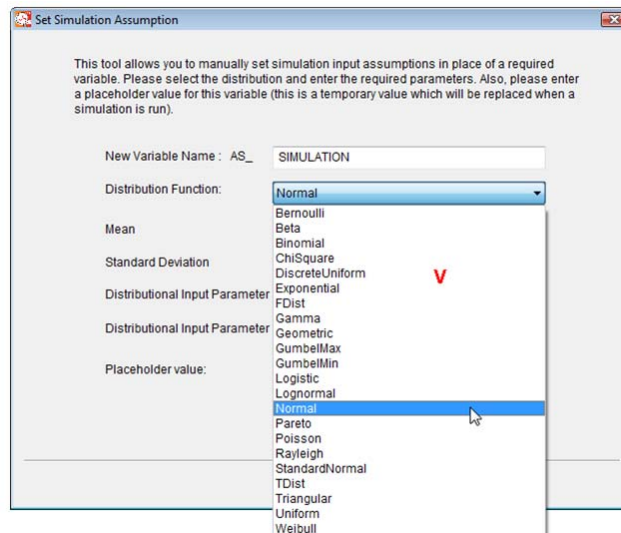 Set Simulation Assumption
This tool allows you to manually set simulation input assumptions in place of a required
variable. Please select the distribution and enter the required parameters. Also, please enter
a placeholder value for this variable (this is a temporary value which will be replaced when a
simulation is run).
New Variable Name : AS_ SIMULATION
Distribution Function: Normal
Bernoulli
Mean
Beta
Binomial
Standard Deviation
ChiSquare
DiscreteUniform
V
Distributional Input Parameter
Exponential
FDist
Gamma
Distributional Input Parameter
Geometric
GumbelMax
GumbelMin
Placeholder value:
Logistic
Lognormal
Normal
Pareto
Poisson
Rayleigh
StandardNormal
TDist
Triangular
Uniform
Weibull